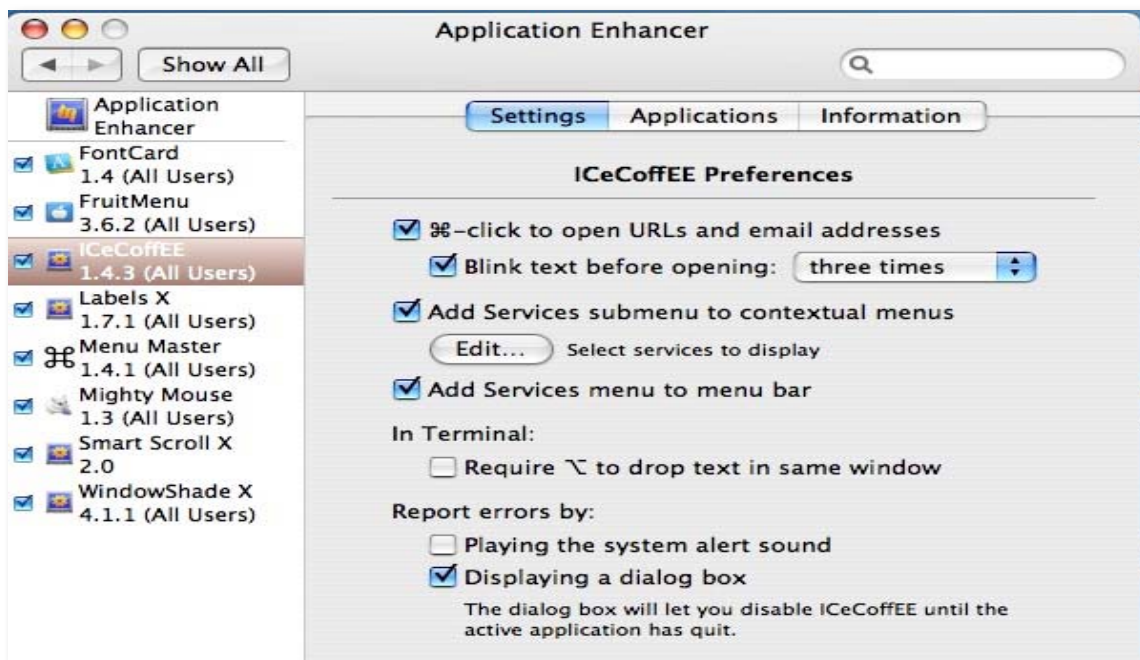 Application Enhancer
Show All
Application
Enhancer
FontCard
1.4 (All Users)
FruitMenu
3.6.2 (All Users)
ICeCoffEE
1.4.3 (All Users)
Labels X
1.7.1 (All Users)
Menu Master
1.4.1 (All Users)
Mighty Mouse
1.3 (All Users)
Smart Scroll X
2.0
WindowShade X
4.1.1 (All Users)
Settings Applications Information
ICeCoffEE Preferences
⌘-click to open URLs and email addresses
Blink text before opening: three times
Add Services submenu to contextual menus
Edit... Select services to display
Add Services menu to menu bar
In Terminal:
Require ⌥ to drop text in same window
Report errors by:
Playing the system alert sound
Displaying a dialog box
The dialog box will let you disable ICeCoffEE until the
active application has quit.